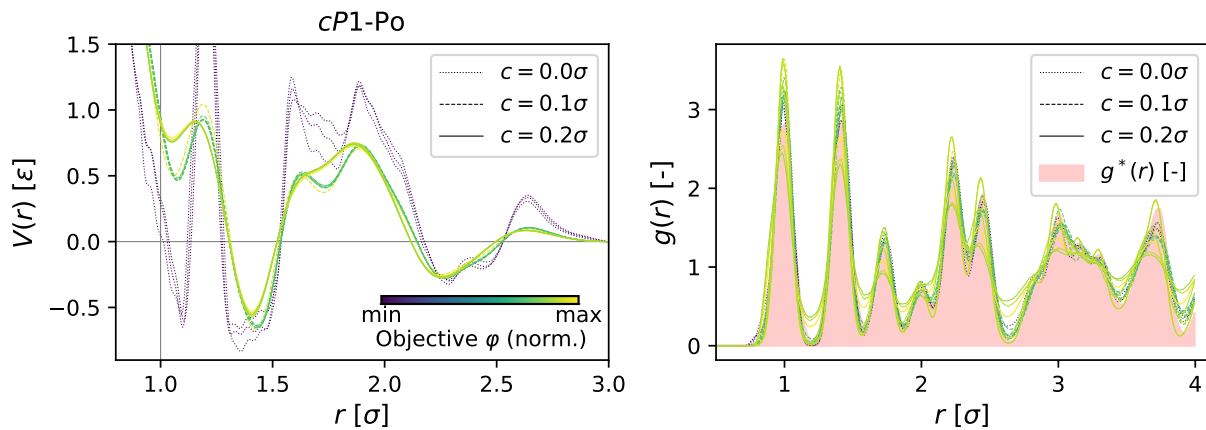 cP1-Po
V(r) [ε]
1.5
1.0
0.5
0.0
−0.5
c = 0.0σ
c = 0.1σ
c = 0.2σ
min
max
Objective φ (norm.)
1.0
1.5
2.0
2.5
3.0
r [σ]
g(r) [-]
3
2
1
0
c = 0.0σ
c = 0.1σ
c = 0.2σ
g*(r) [-]
1
2
3
4
r [σ]